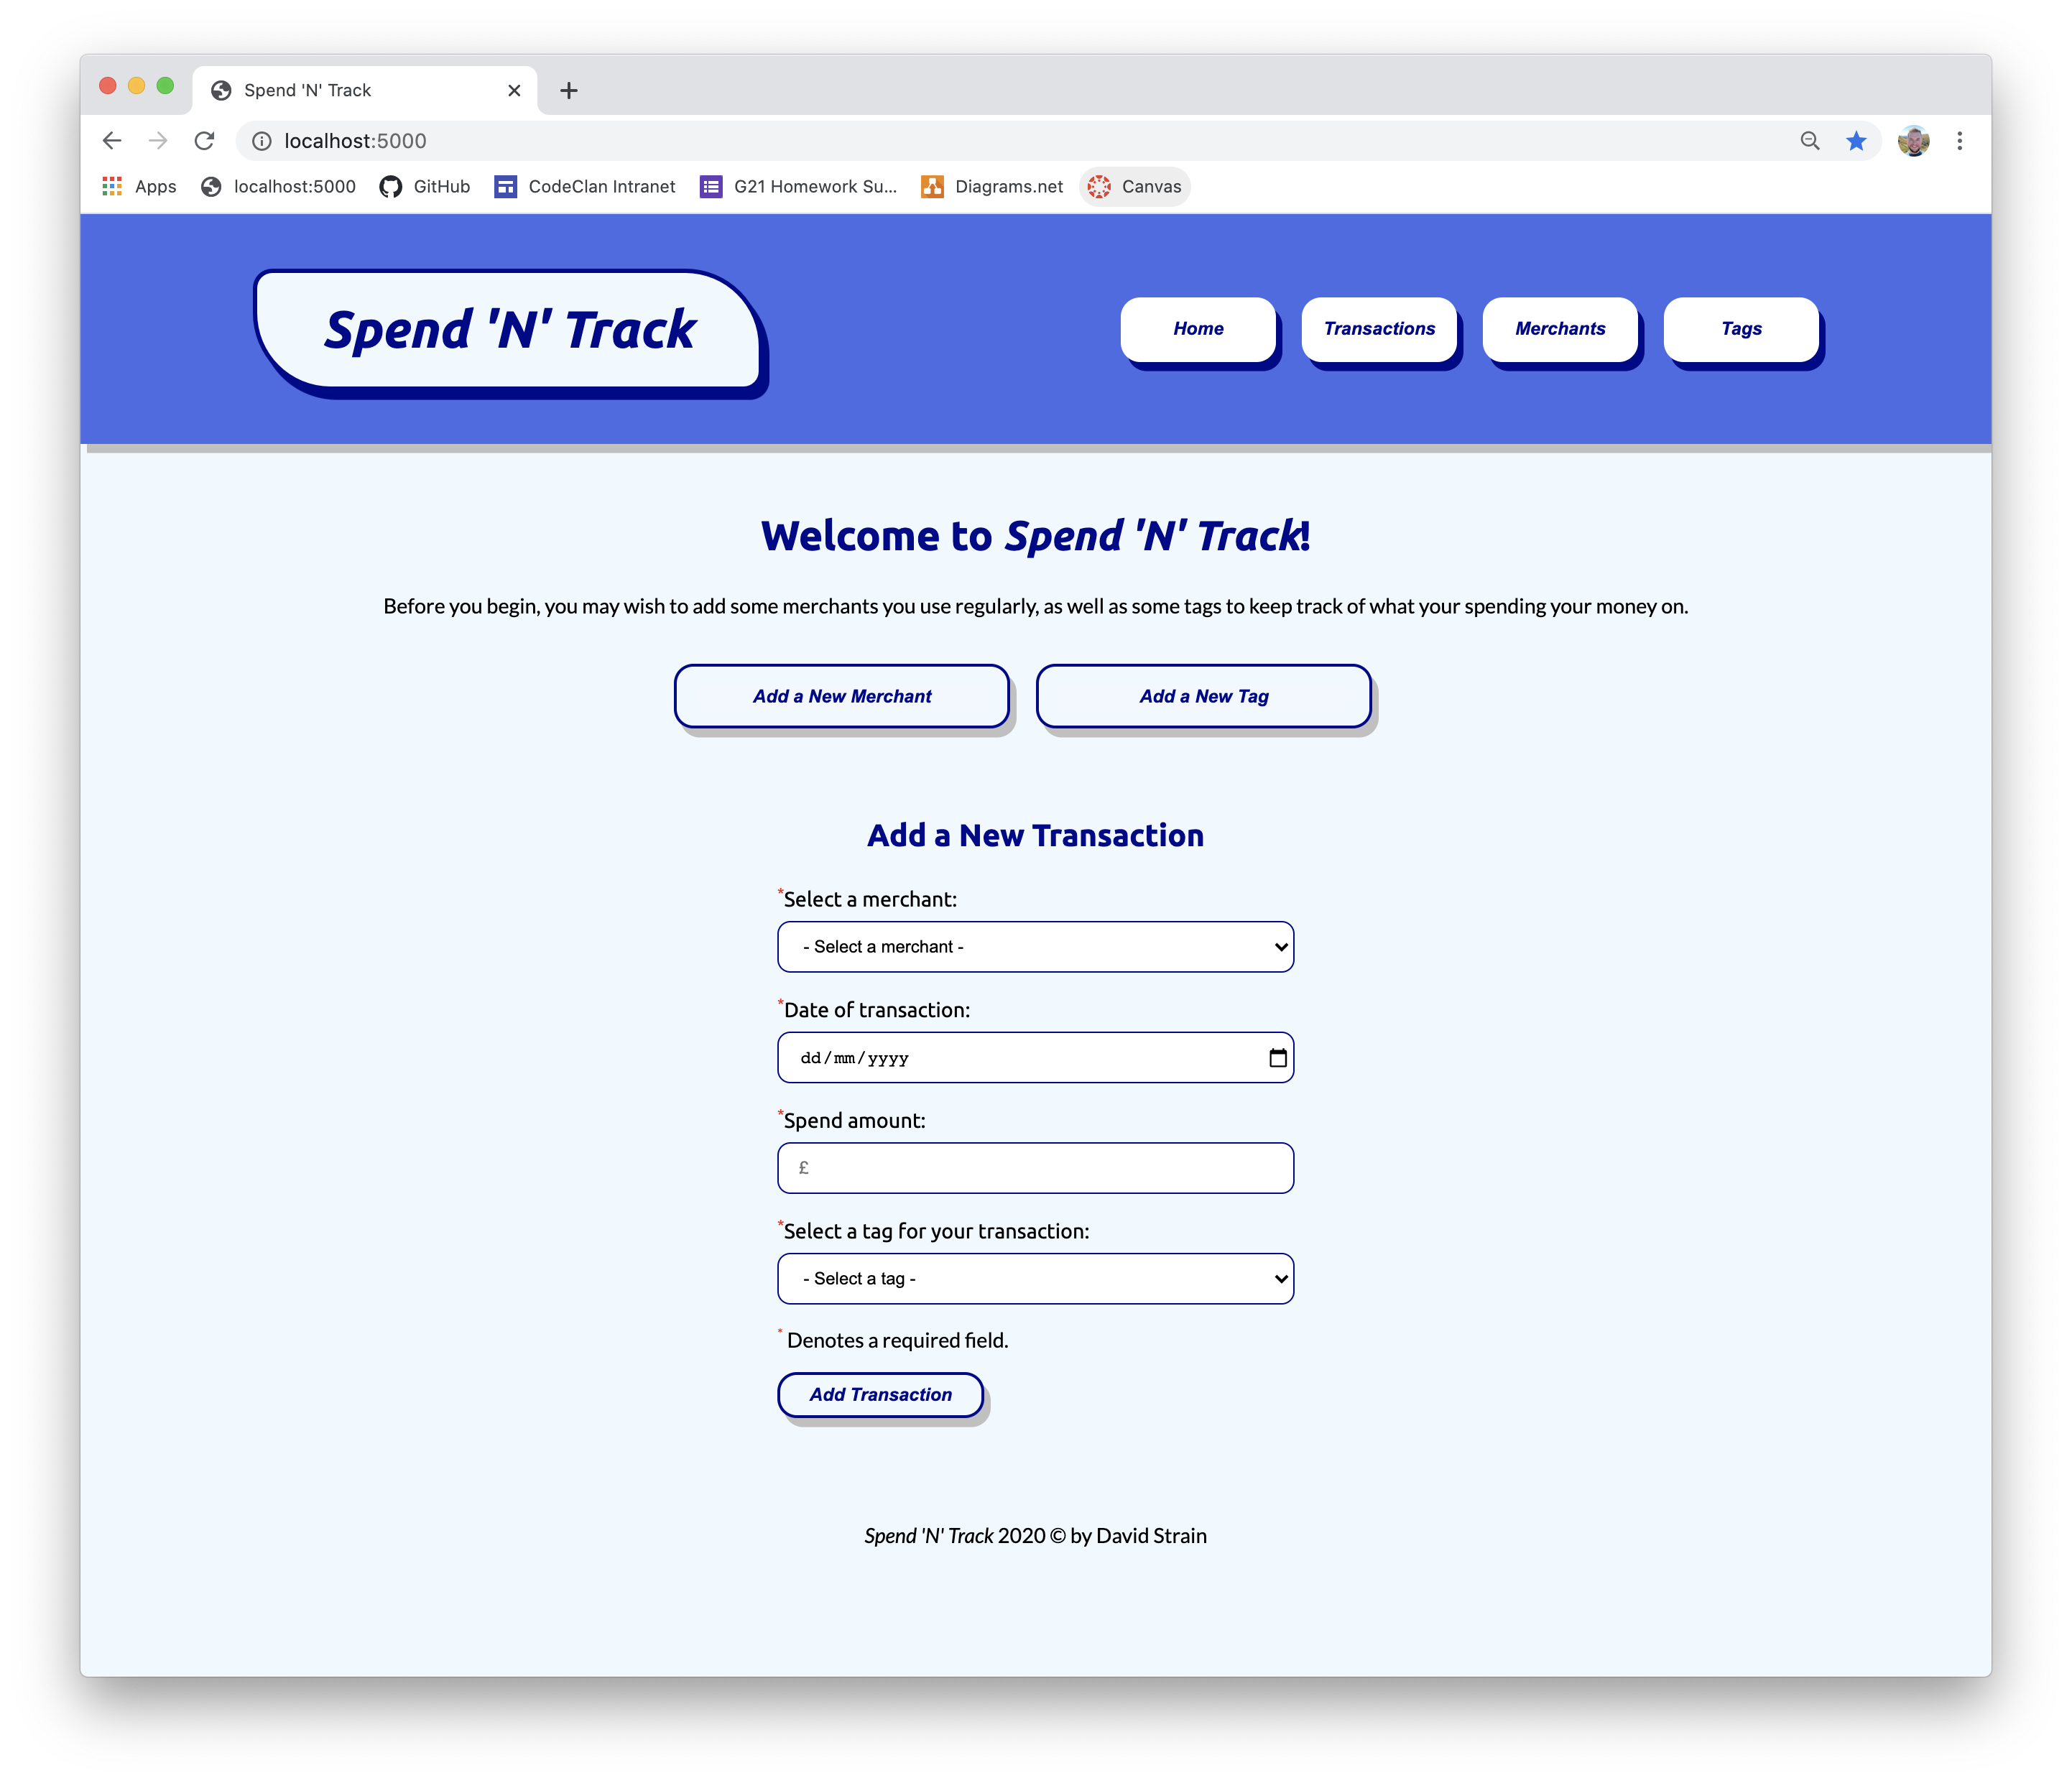 Spend 'N' Track
localhost:5000
Apps localhost:5000 GitHub CodeClan Intranet G21 Homework Su... Diagrams.net Canvas
Spend 'N' Track
Home Transactions Merchants Tags
Welcome to Spend 'N' Track!
Before you begin, you may wish to add some merchants you use regularly, as well as some tags to keep track of what your spending your money on.
Add a New Merchant Add a New Tag
Add a New Transaction
*Select a merchant:
- Select a merchant -
*Date of transaction:
dd/mm/yyyy
*Spend amount:
£
*Select a tag for your transaction:
- Select a tag -
* Denotes a required field.
Add Transaction
Spend 'N' Track 2020 © by David Strain